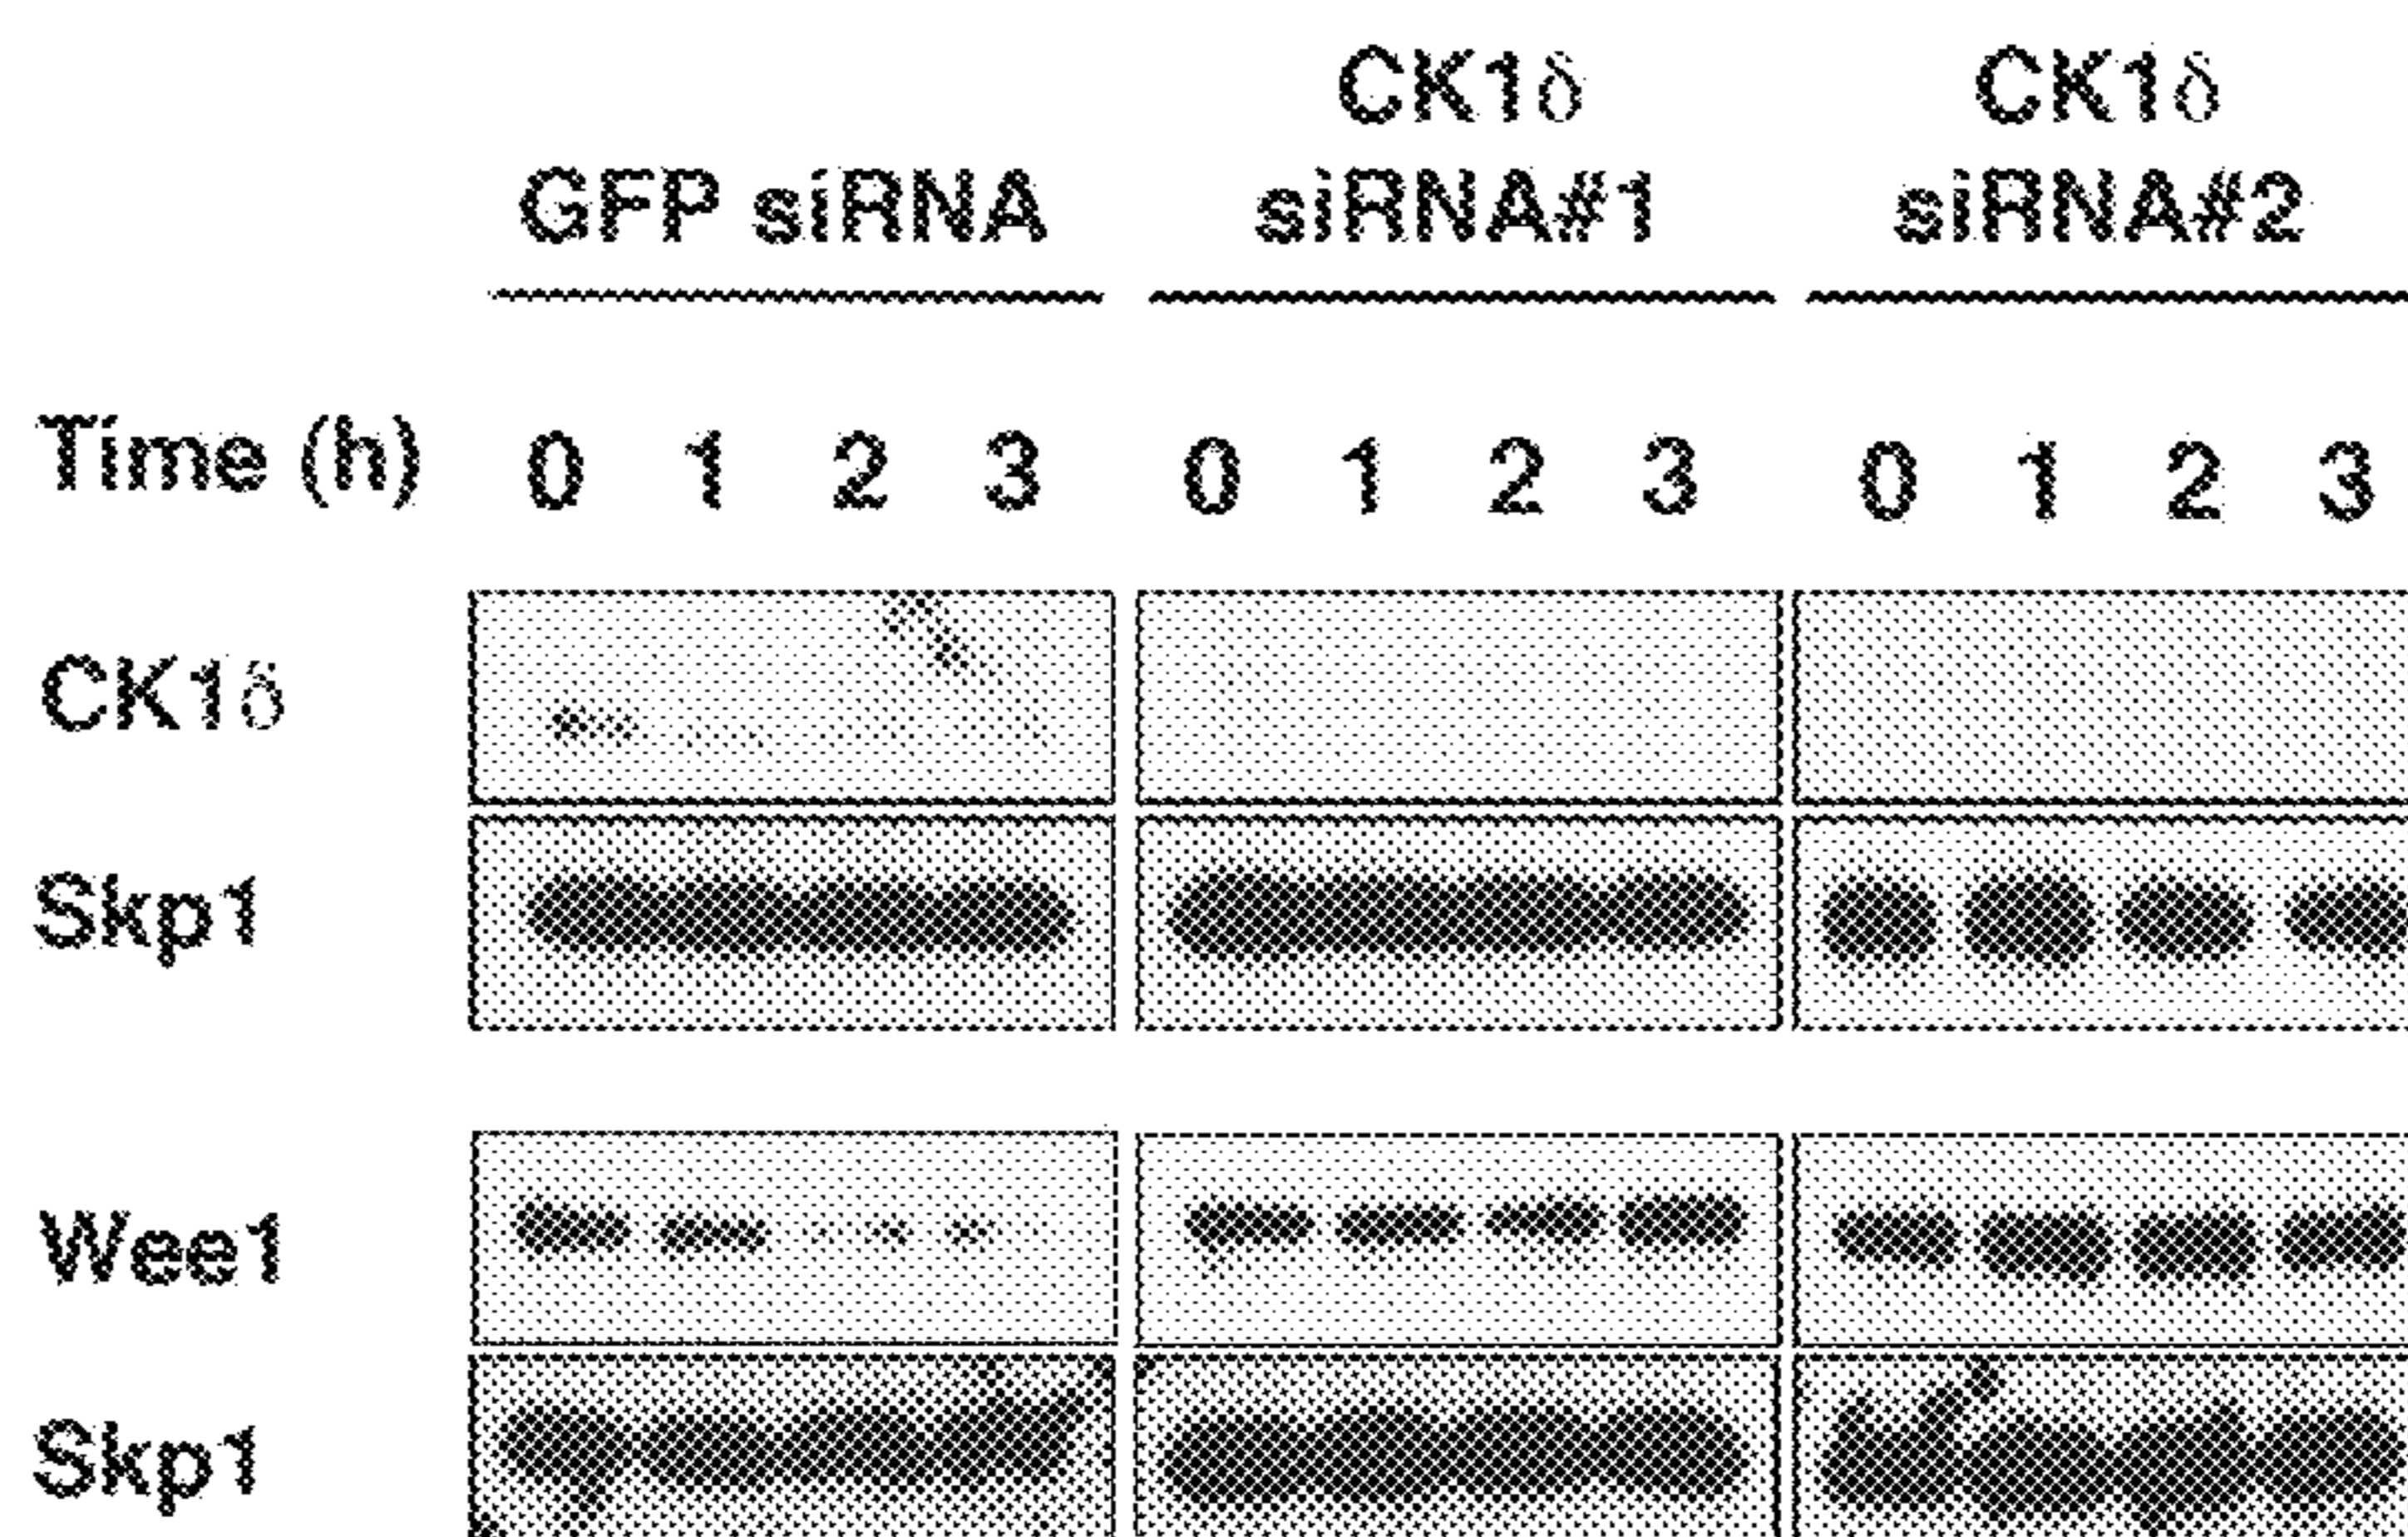 CK1δ CK1δ
GFP siRNA siRNA#1 siRNA#2
Time (h) 0 1 2 3 0 1 2 3 0 1 2 3
CK1δ
Skp1
Wee1
Skp1